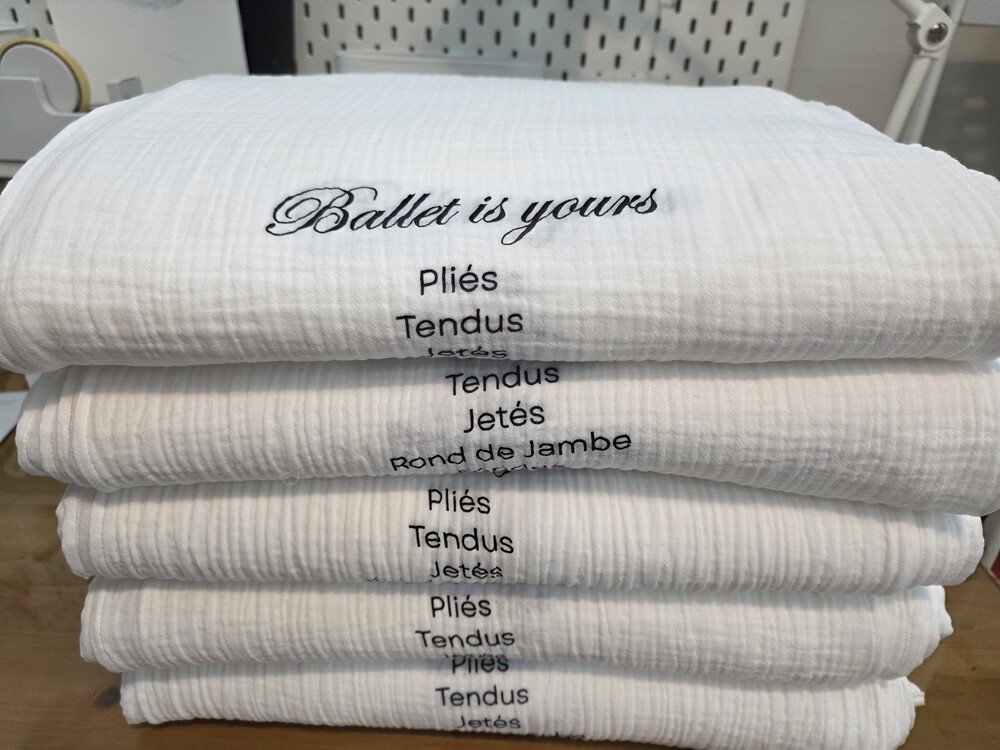 Ballet is yours
Pliés
Tendus
Jetés
Tendus
Jetés
Rond de Jambe
Pliés
Tendus
Jetés
Pliés
Tendus
Pliés
Tendus
Jetés